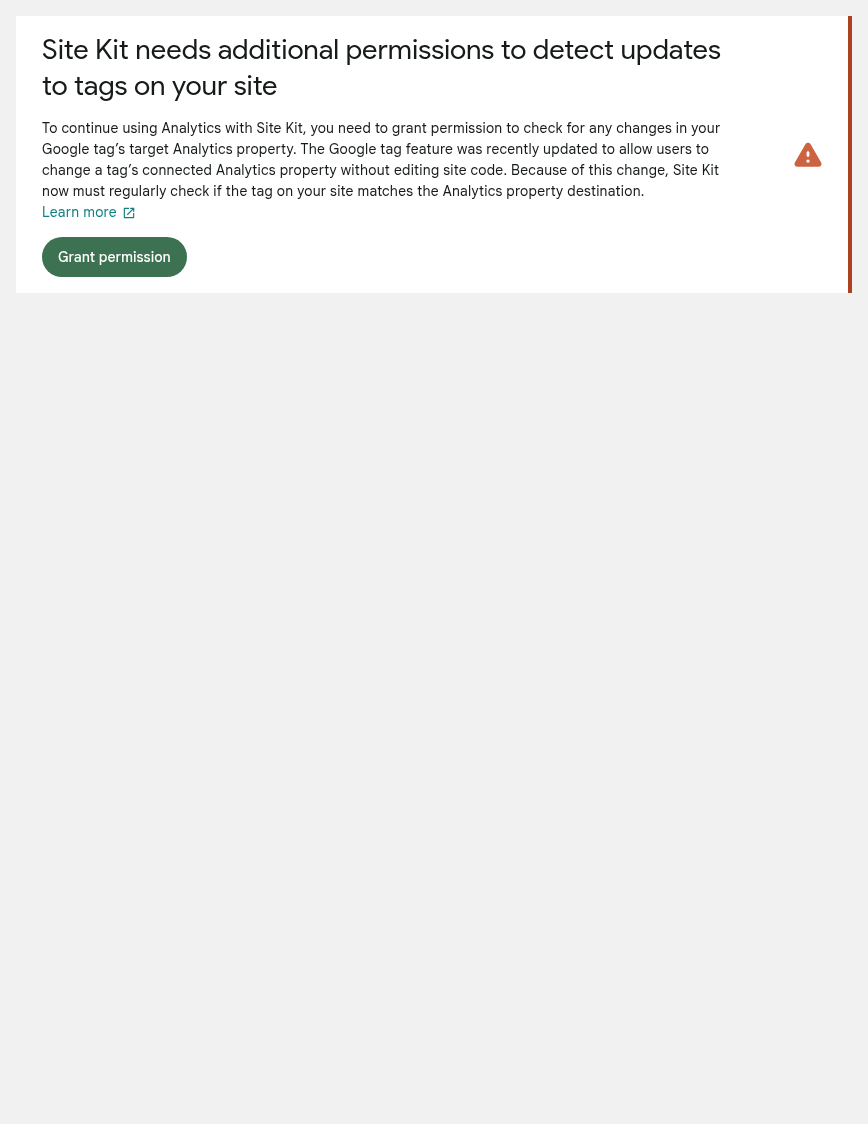 Site Kit needs additional permissions to detect updates
to tags on your site
To continue using Analytics with Site Kit, you need to grant permission to check for any changes in your
Google tag’s target Analytics property. The Google tag feature was recently updated to allow users to
change a tag’s connected Analytics property without editing site code. Because of this change, Site Kit
now must regularly check if the tag on your site matches the Analytics property destination.
Learn more
Grant permission